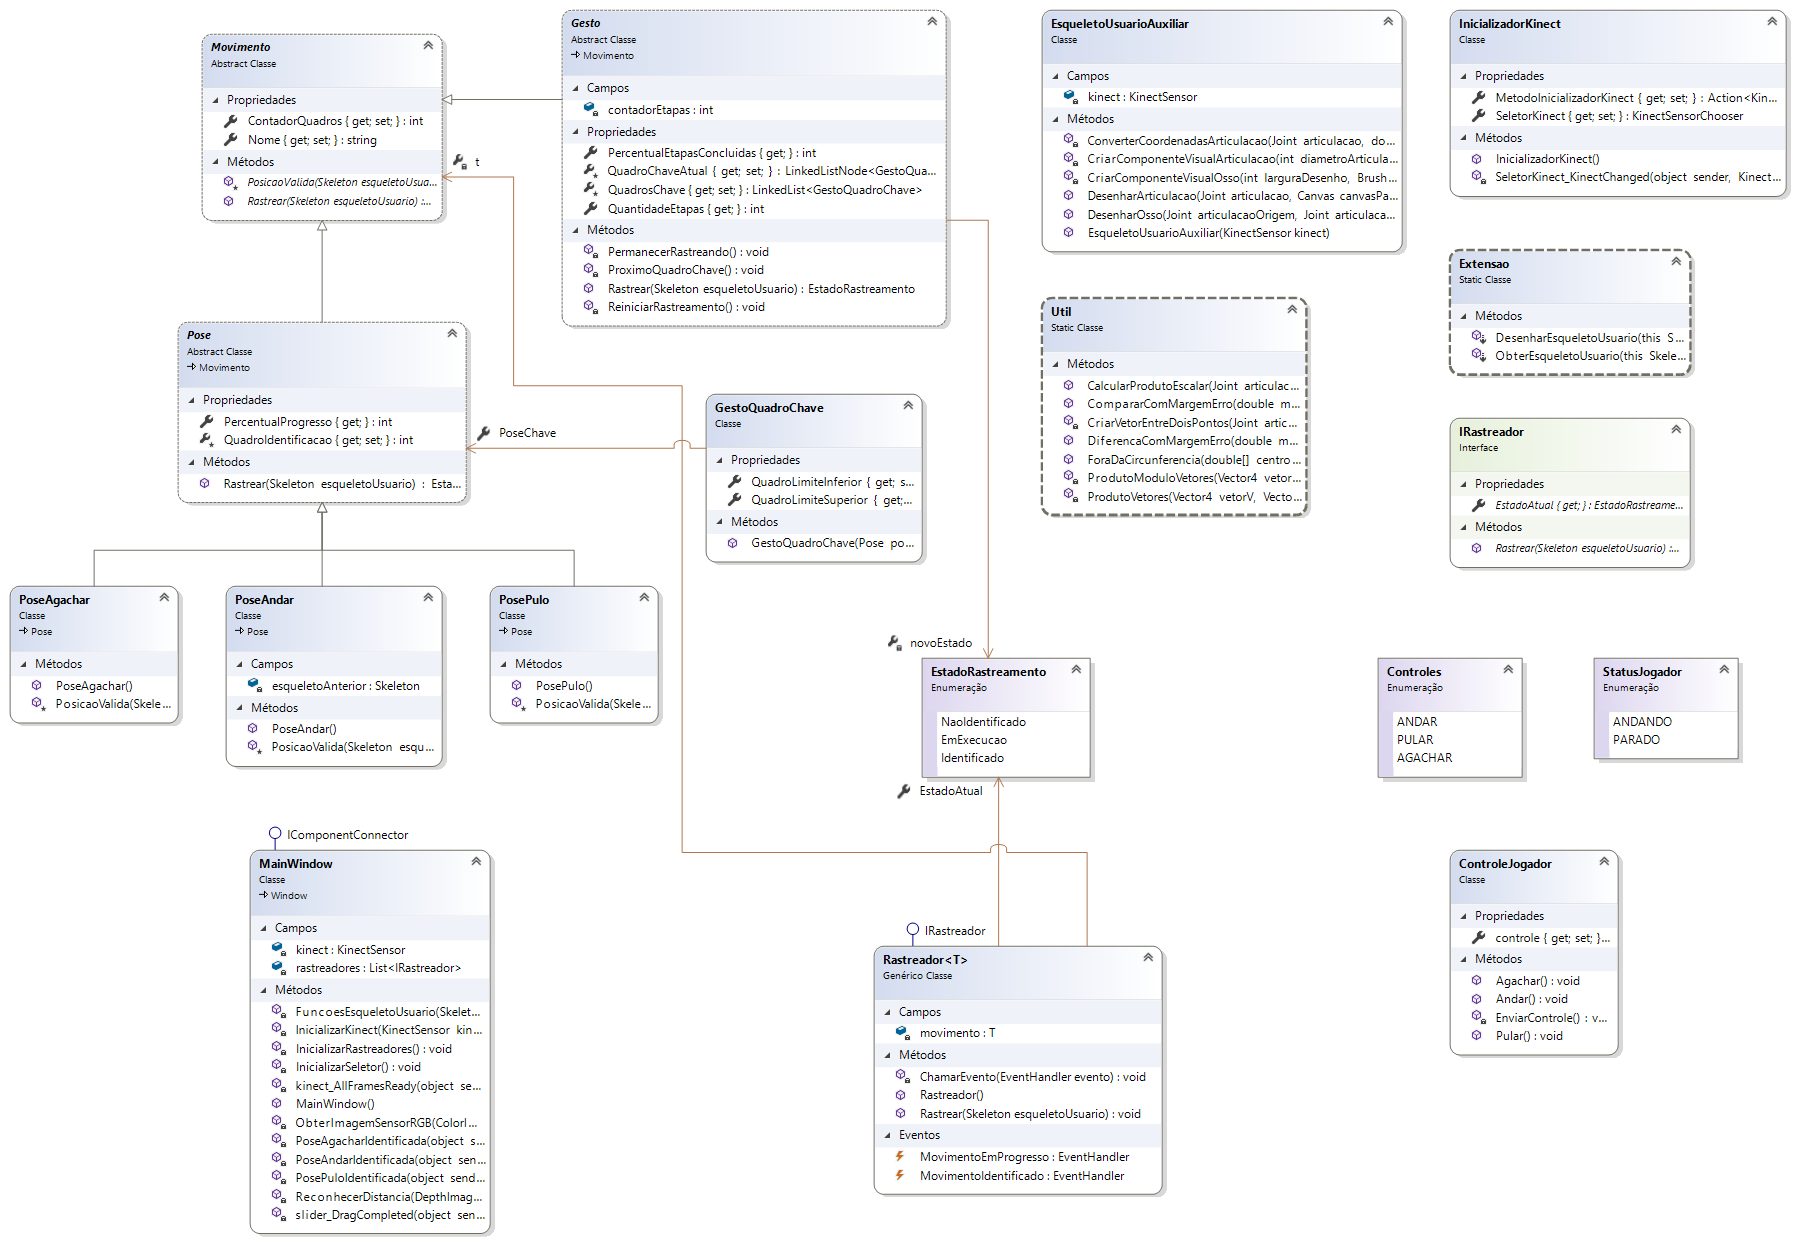 Movimento
Abstract Classe
Propriedades
ContadorQuadros { get; set; } : int
Nome { get; set; } : string
Métodos
PosicaoValida(Skeleton esqueletoUsua...
Rastrear(Skeleton esqueletoUsuario) :...
t
Gesto
Abstract Classe
Movimento
Campos
contadorEtapas : int
Propriedades
PercentualEtapasConcluidas { get; } : int
QuadroChaveAtual { get; set; } : LinkedListNode<GestoQua...
QuadrosChave { get; set; } : LinkedList<GestoQuadroChave>
QuantidadeEtapas { get; } : int
Métodos
PermanecerRastreando() : void
ProximoQuadroChave() : void
Rastrear(Skeleton esqueletoUsuario) : EstadoRastreamento
ReiniciarRastreamento() : void
EsqueletoUsuarioAuxiliar
Classe
Campos
kinect : KinectSensor
Métodos
ConverterCoordenadasArticulacao(Joint articulacao, do...
CriarComponenteVisualArticulacao(int diametroArticula...
CriarComponenteVisualOsso(int larguraDesenho, Brush...
DesenharArticulacao(Joint articulacao, Canvas canvasPa...
DesenharOsso(Joint articulacaoOrigem, Joint articulaca...
EsqueletoUsuarioAuxiliar(KinectSensor kinect)
InicializadorKinect
Classe
Propriedades
MetodoInicializadorKinect { get; set; } : Action<Kin...
SeletorKinect { get; set; } : KinectSensorChooser
Métodos
InicializadorKinect()
SeletorKinect_KinectChanged(object sender, Kinect...
Extensao
Static Classe
Métodos
DesenharEsqueletoUsuario(this S...
ObterEsqueletoUsuario(this Skele...
Util
Static Classe
Métodos
CalcularProdutoEscalar(Joint articulac...
CompararComMargemErro(double m...
CriarVetorEntreDoisPontos(Joint artic...
DiferencaComMargemErro(double m...
ForaDaCircunferencia(double[] centro...
ProdutoModuloVetores(Vector4 vetor...
ProdutoVetores(Vector4 vetorV, Vecto...
Pose
Abstract Classe
Movimento
Propriedades
PercentualProgresso { get; } : int
QuadroIdentificacao { get; set; } : int
Métodos
Rastrear(Skeleton esqueletoUsuario) : Esta...
PoseChave
GestoQuadroChave
Classe
Propriedades
QuadroLimiteInferior { get; s...
QuadroLimiteSuperior { get;...
Métodos
GestoQuadroChave(Pose po...
IRastreador
Interface
Propriedades
EstadoAtual { get; } : EstadoRastreame...
Métodos
Rastrear(Skeleton esqueletoUsuario) :...
PoseAgachar
Classe
Pose
Métodos
PoseAgachar()
PosicaoValida(Skele...
PoseAndar
Classe
Pose
Campos
esqueletoAnterior : Skeleton
Métodos
PoseAndar()
PosicaoValida(Skeleton esqu...
PosePulo
Classe
Pose
Métodos
PosePulo()
PosicaoValida(Skele...
novoEstado
EstadoRastreamento
Enumeração
NaoIdentificado
EmExecucao
Identificado
EstadoAtual
Controles
Enumeração
ANDAR
PULAR
AGACHAR
StatusJogador
Enumeração
ANDANDO
PARADO
IComponentConnector
MainWindow
Classe
Window
Campos
kinect : KinectSensor
rastreadores : List<IRastreador>
Métodos
FuncoesEsqueletoUsuario(Skelet...
InicializarKinect(KinectSensor kin...
InicializarRastreadores() : void
InicializarSeletor() : void
kinect_AllFramesReady(object se...
MainWindow()
ObterImagemSensorRGB(ColorI...
PoseAgacharIdentificada(object s...
PoseAndarIdentificada(object sen...
PosePuloIdentificada(object send...
ReconhecerDistancia(DepthImag...
slider_DragCompleted(object sen...
IRastreador
Rastreador<T>
Genérico Classe
Campos
movimento : T
Métodos
ChamarEvento(EventHandler evento) : void
Rastreador()
Rastrear(Skeleton esqueletoUsuario) : void
Eventos
MovimentoEmProgresso : EventHandler
MovimentoIdentificado : EventHandler
ControleJogador
Classe
Propriedades
controle { get; set; }...
Métodos
Agachar() : void
Andar() : void
EnviarControle() : v...
Pular() : void